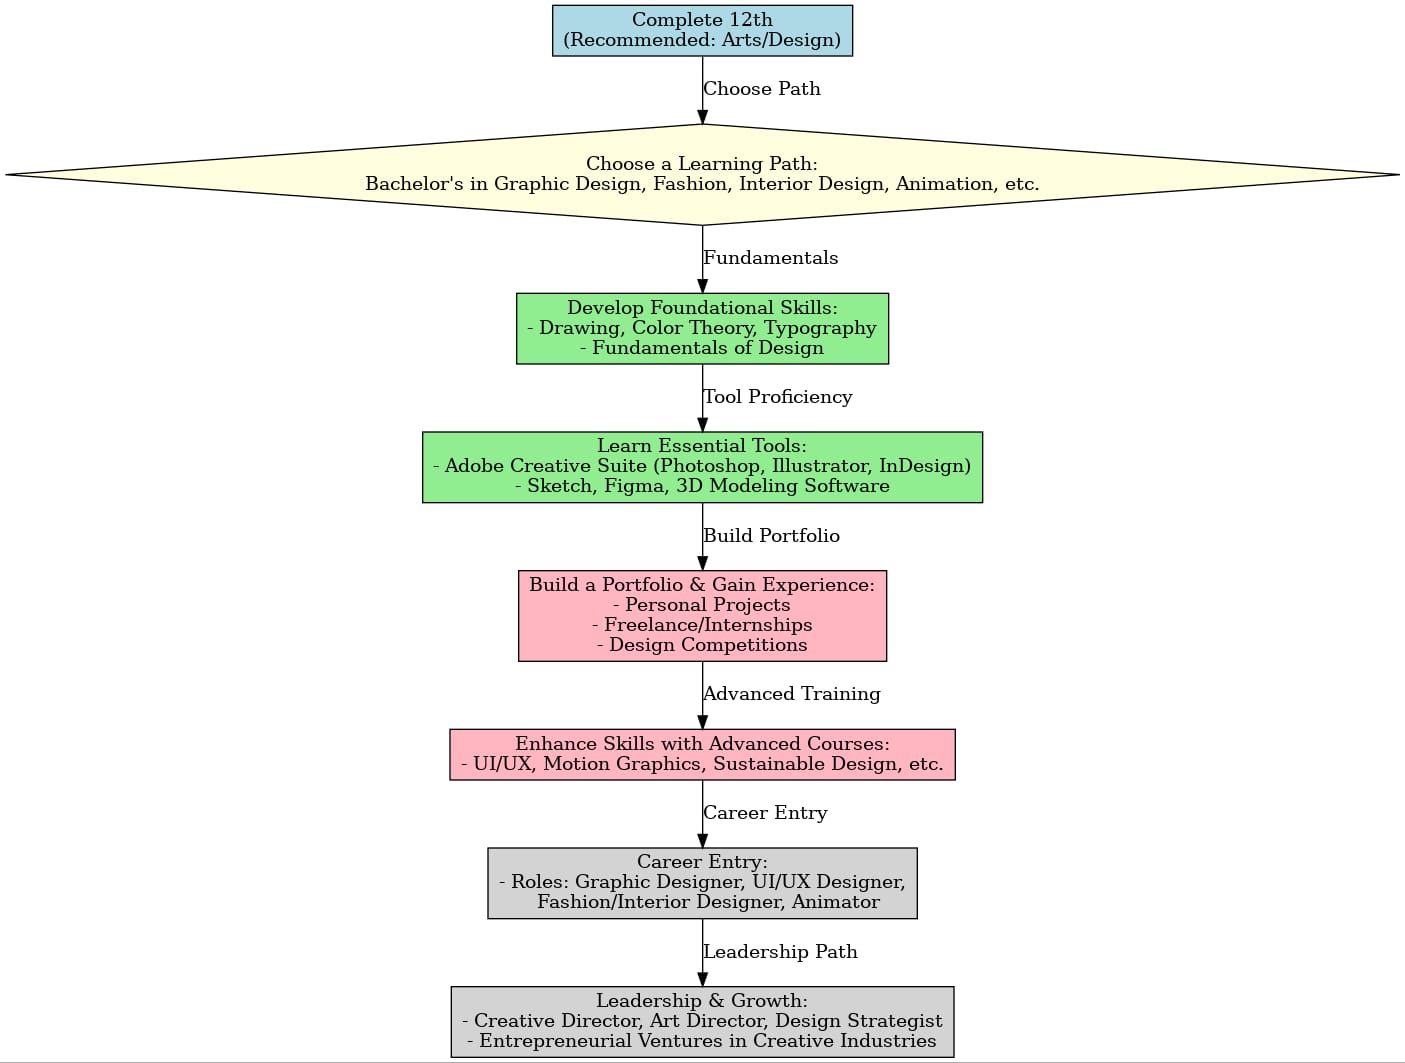 Complete 12th
(Recommended: Arts/Design)
Choose Path
Choose a Learning Path:
Bachelor's in Graphic Design, Fashion, Interior Design, Animation, etc.
Fundamentals
Develop Foundational Skills:
- Drawing, Color Theory, Typography
- Fundamentals of Design
Tool Proficiency
Learn Essential Tools:
- Adobe Creative Suite (Photoshop, Illustrator, InDesign)
- Sketch, Figma, 3D Modeling Software
Build Portfolio
Build a Portfolio & Gain Experience:
- Personal Projects
- Freelance/Internships
- Design Competitions
Advanced Training
Enhance Skills with Advanced Courses:
- UI/UX, Motion Graphics, Sustainable Design, etc.
Career Entry
Career Entry:
- Roles: Graphic Designer, UI/UX Designer,
Fashion/Interior Designer, Animator
Leadership Path
Leadership & Growth:
- Creative Director, Art Director, Design Strategist
- Entrepreneurial Ventures in Creative Industries